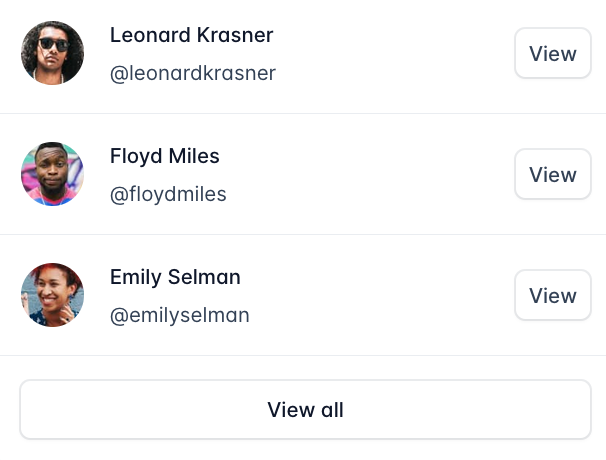 Leonard Krasner
@leonardkrasner
View
Floyd Miles
@floydmiles
View
Emily Selman
@emilyselman
View
View all